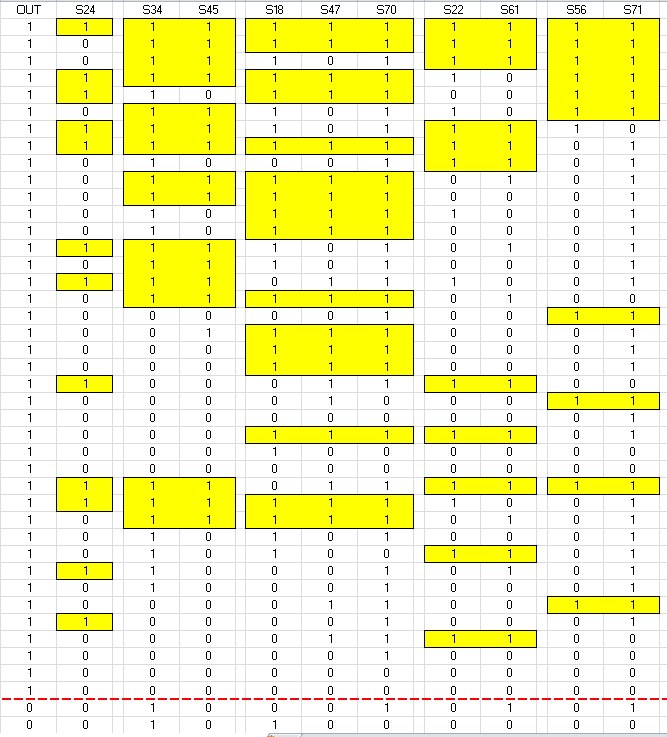 OUT S24 S34 S45 S18 S47 S70 S22 S61 S56 S71
1 1 1 1 1 1 1 1 1 1 1
1 0 1 1 1 1 1 1 1 1 1
1 0 1 1 1 0 1 1 1 1 1
1 1 1 1 1 1 1 1 0 1 1
1 1 1 0 1 1 1 0 0 1 1
1 0 1 1 1 0 1 1 0 1 1
1 1 1 1 1 0 1 1 1 1 0
1 1 1 1 1 1 1 1 1 0 1
1 0 1 0 0 0 1 1 1 0 1
1 0 1 1 1 1 1 0 1 0 1
1 0 1 1 1 1 1 0 0 0 1
1 0 1 0 1 1 1 1 0 0 1
1 0 1 0 1 1 1 0 0 0 1
1 1 1 1 1 0 1 0 1 0 1
1 0 1 1 1 0 1 0 0 0 1
1 1 1 1 0 1 1 1 0 0 1
1 0 1 1 1 1 1 0 1 0 0
1 0 0 0 0 0 1 0 0 1 1
1 0 0 1 1 1 1 0 0 0 1
1 0 0 0 1 1 1 0 0 0 1
1 0 0 0 1 1 1 0 0 0 1
1 1 0 0 0 1 1 1 1 0 0
1 0 0 0 0 1 0 0 0 1 1
1 0 0 0 0 0 0 0 0 0 1
1 0 0 0 1 1 1 1 1 0 1
1 0 0 0 1 0 0 0 0 0 0
1 0 0 0 0 0 0 0 0 0 0
1 1 1 1 0 1 1 1 1 1 1
1 1 1 1 1 1 1 1 0 0 1
1 0 1 1 1 1 1 0 1 0 1
1 0 1 0 1 0 1 0 0 0 1
1 0 1 0 1 0 0 1 1 0 1
1 1 1 0 0 0 1 0 1 0 1
1 0 1 0 0 0 1 0 0 0 1
1 0 0 0 0 1 1 0 0 1 1
1 1 0 0 0 0 1 0 0 0 1
1 0 0 0 0 1 1 1 1 0 0
1 0 0 0 0 0 1 0 0 0 0
1 0 0 0 0 0 0 0 0 0 0
1 0 0 0 0 0 0 0 0 0 0
0 0 1 0 0 0 1 0 1 0 1
0 0 1 0 1 0 0 0 0 0 0